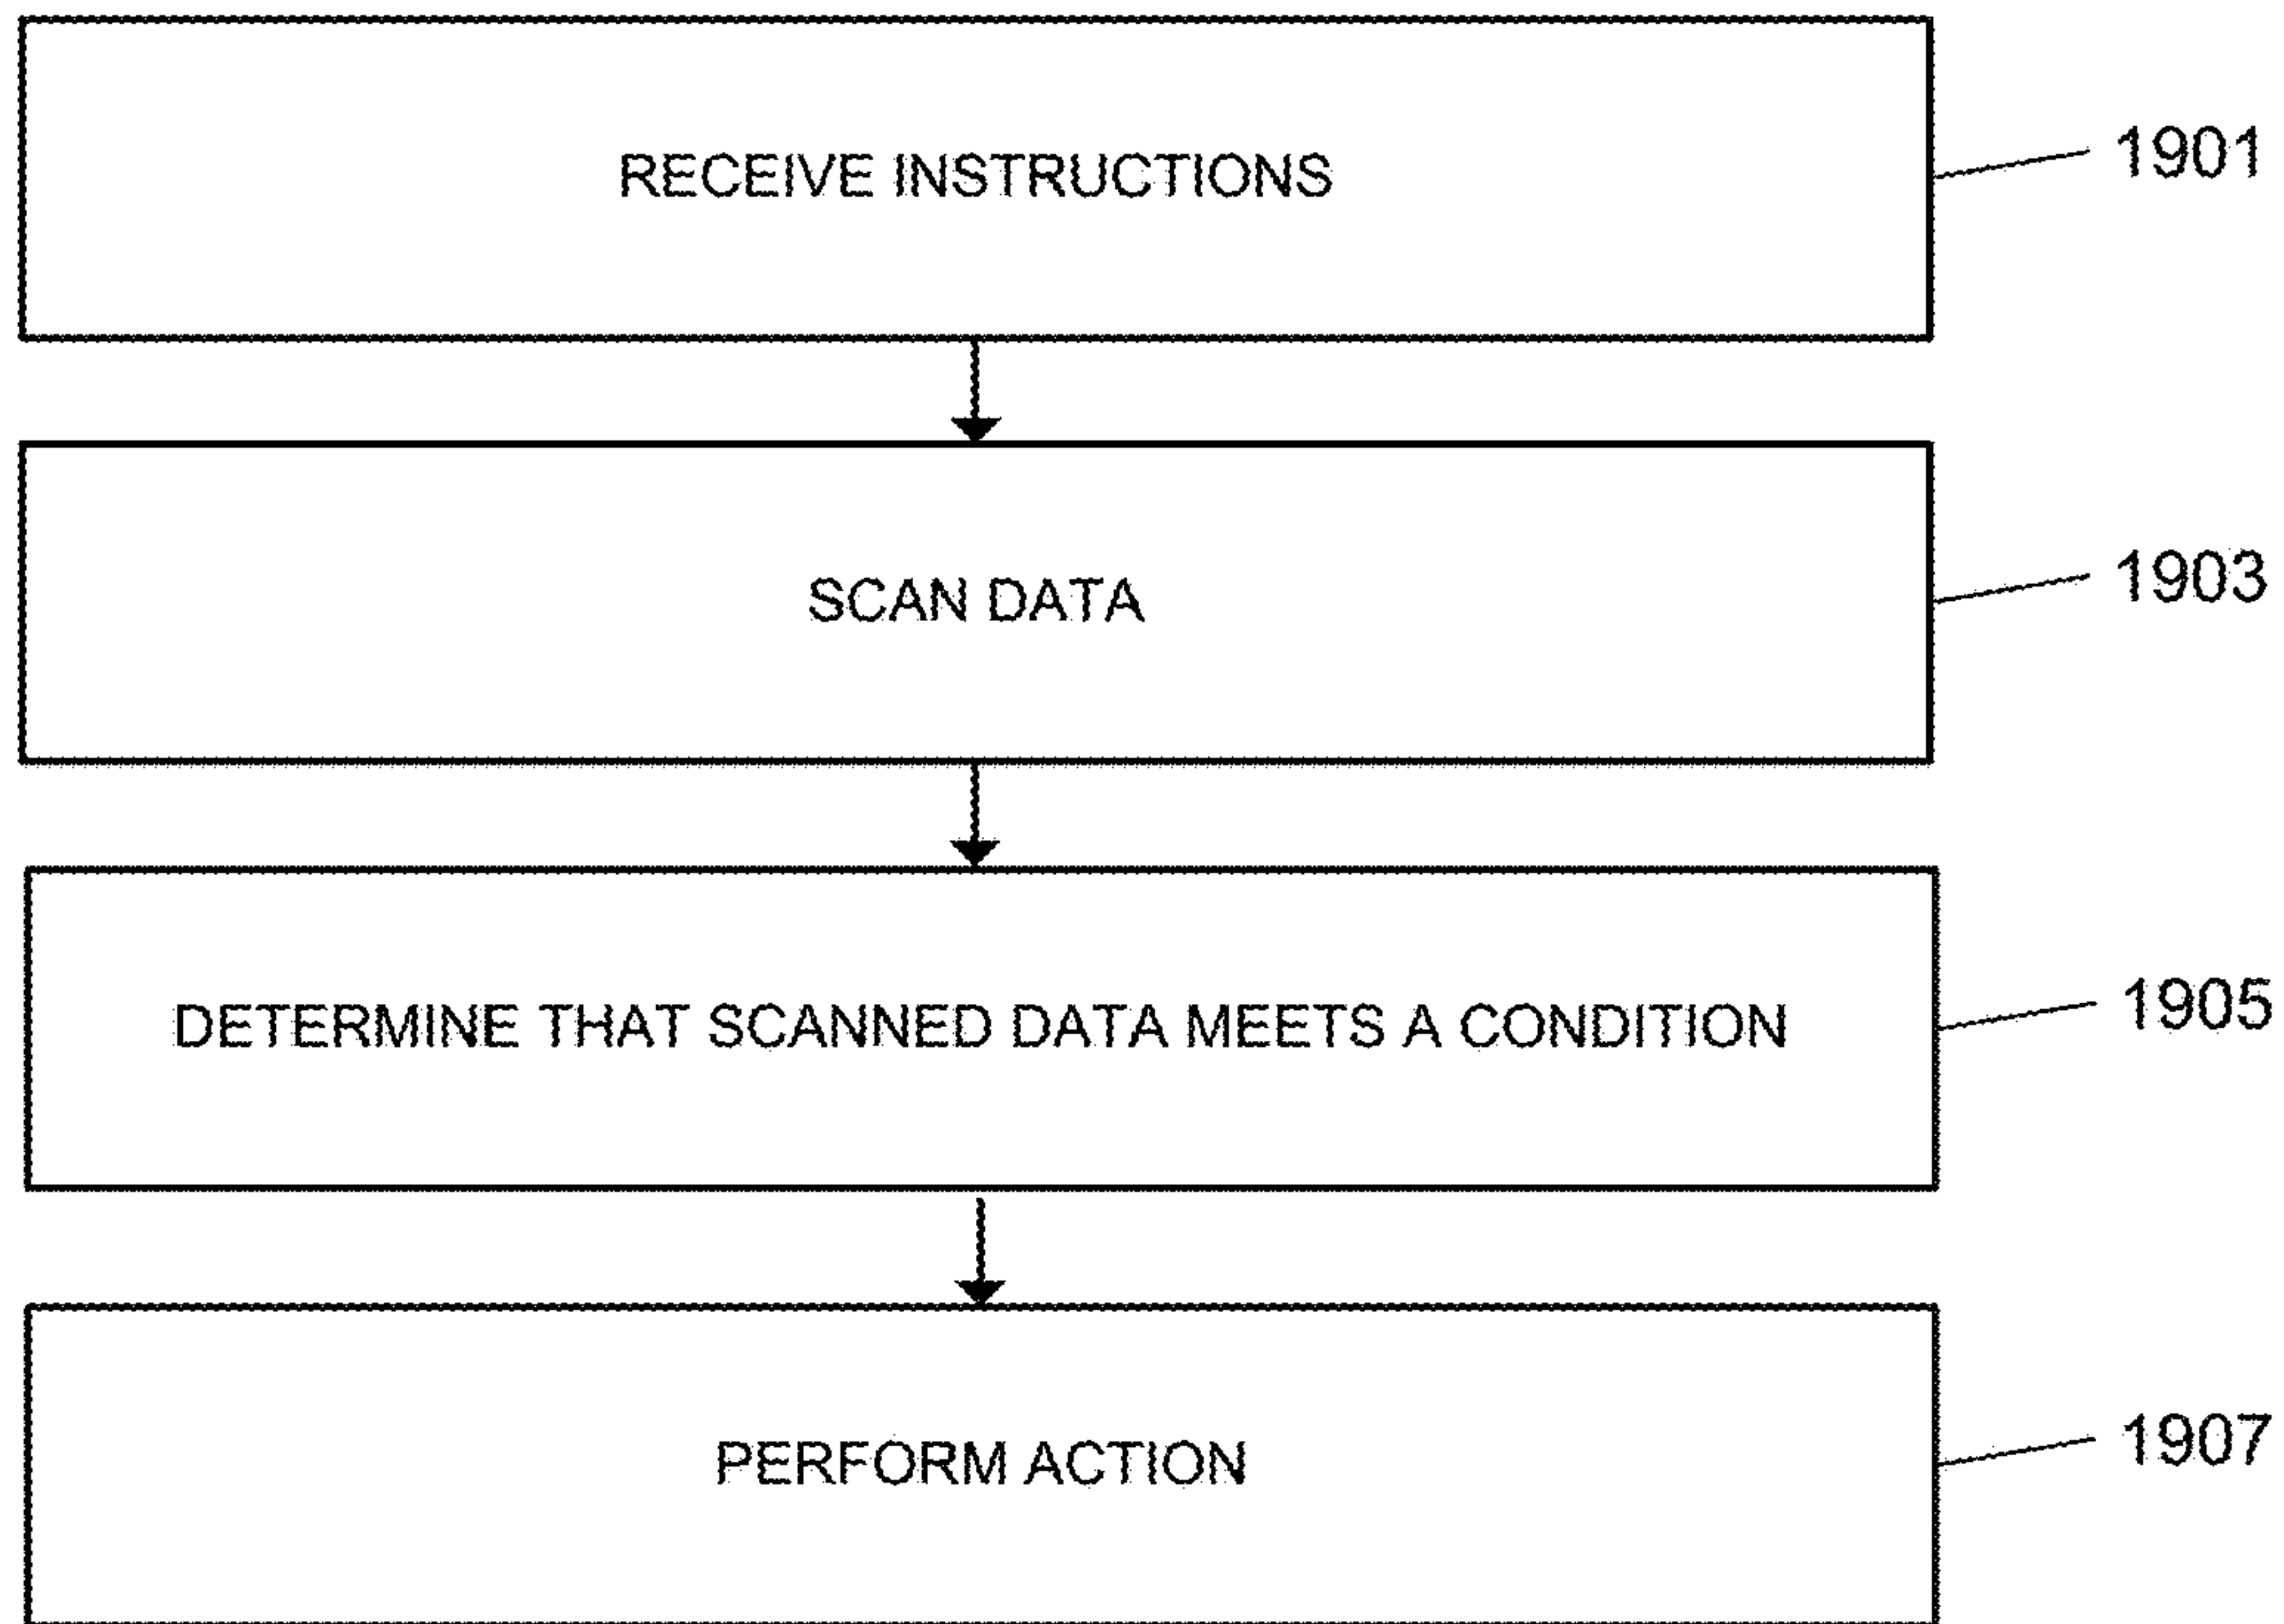 RECEIVE INSTRUCTIONS
1901
SCAN DATA
1903
DETERMINE THAT SCANNED DATA MEETS A CONDITION
1905
PERFORM ACTION
1907